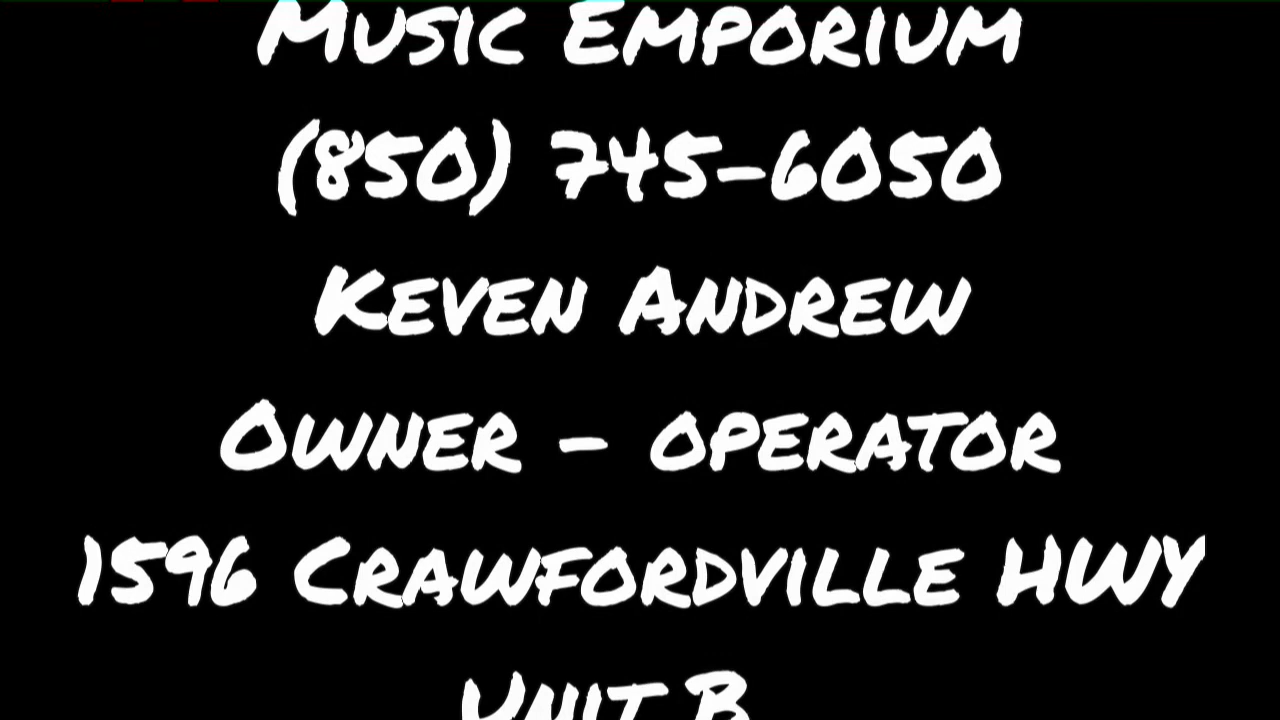 Music Emporium
(850) 745-6050
Keven Andrew
Owner - operator
1596 Crawfordville HWY
Unit B